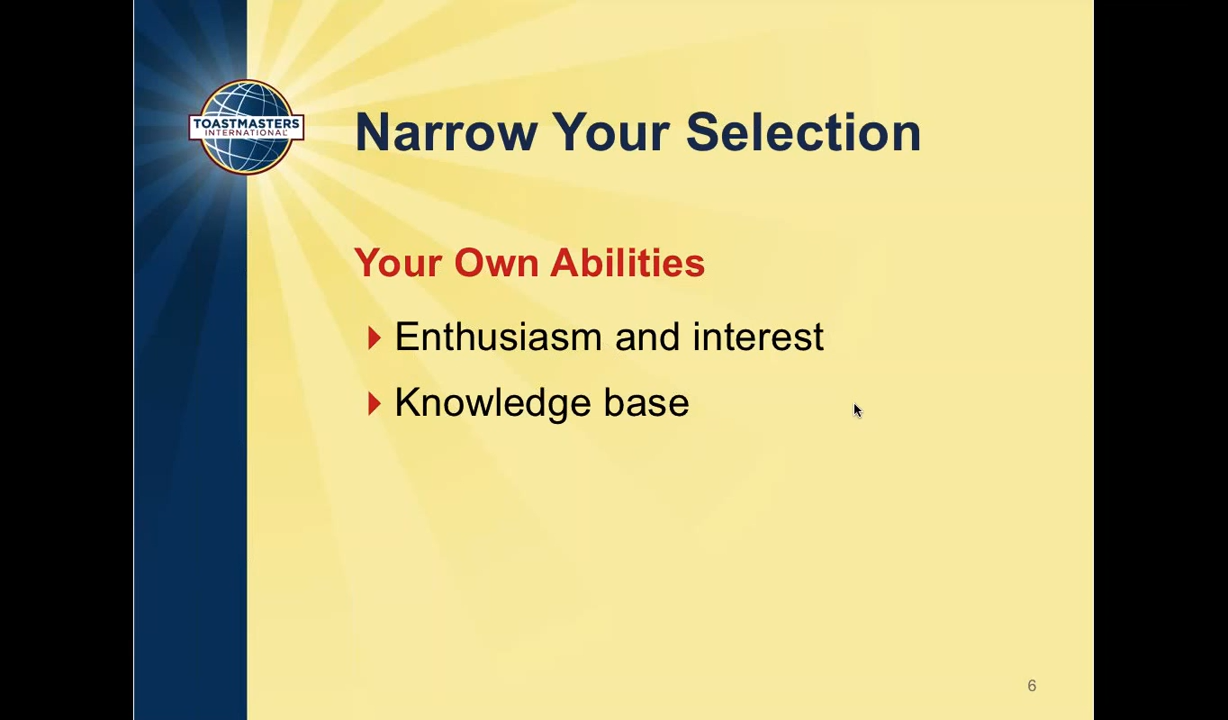 TOASTMASTERS
INTERNATIONAL
Narrow Your Selection
Your Own Abilities
Enthusiasm and interest
Knowledge base
6